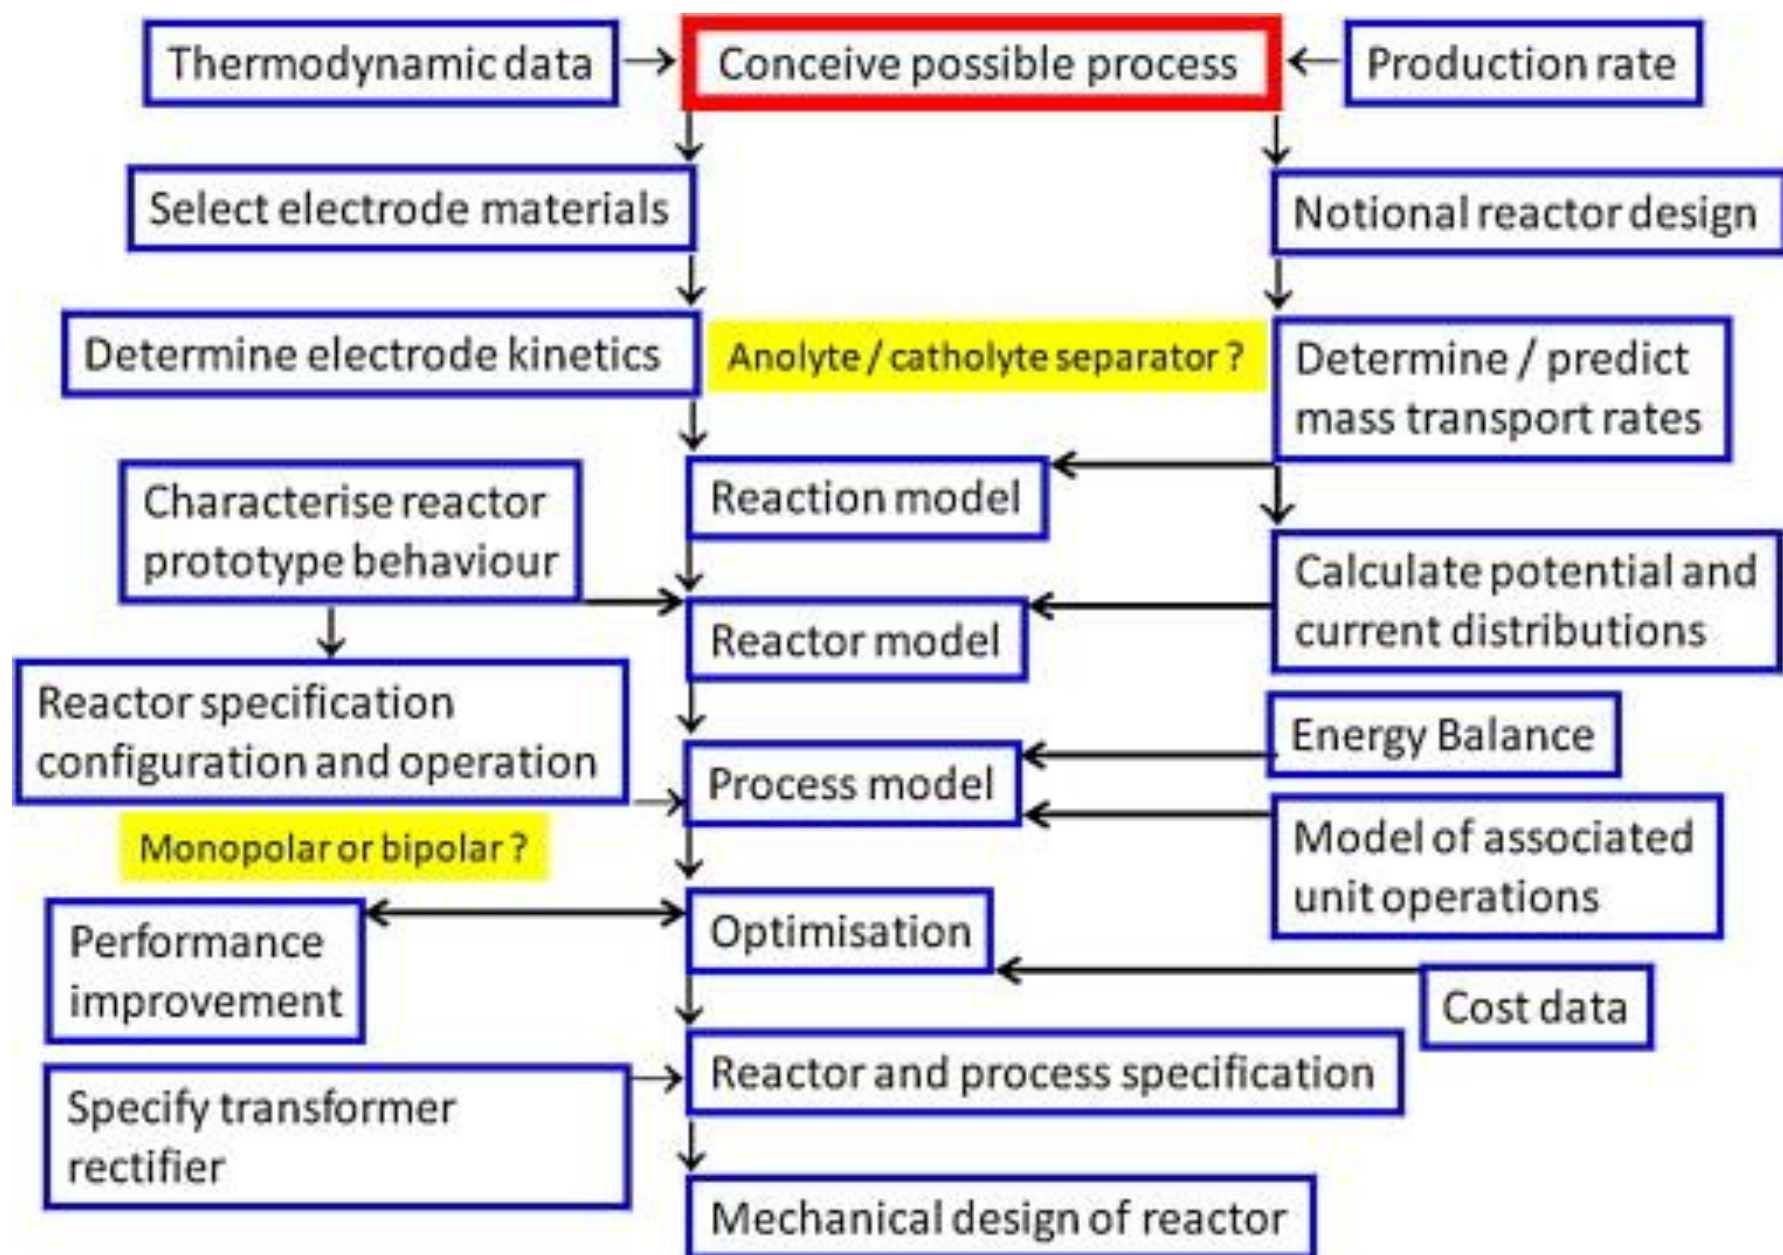 Thermodynamic data
Conceive possible process
Production rate
Select electrode materials
Notional reactor design
Determine electrode kinetics
Anolyte / catholyte separator ?
Determine / predict
mass transport rates
Characterise reactor
prototype behaviour
Reaction model
Calculate potential and
current distributions
Reactor model
Reactor specification
configuration and operation
Energy Balance
Process model
Monopolar or bipolar ?
Model of associated
unit operations
Performance
improvement
Optimisation
Cost data
Specify transformer
rectifier
Reactor and process specification
Mechanical design of reactor